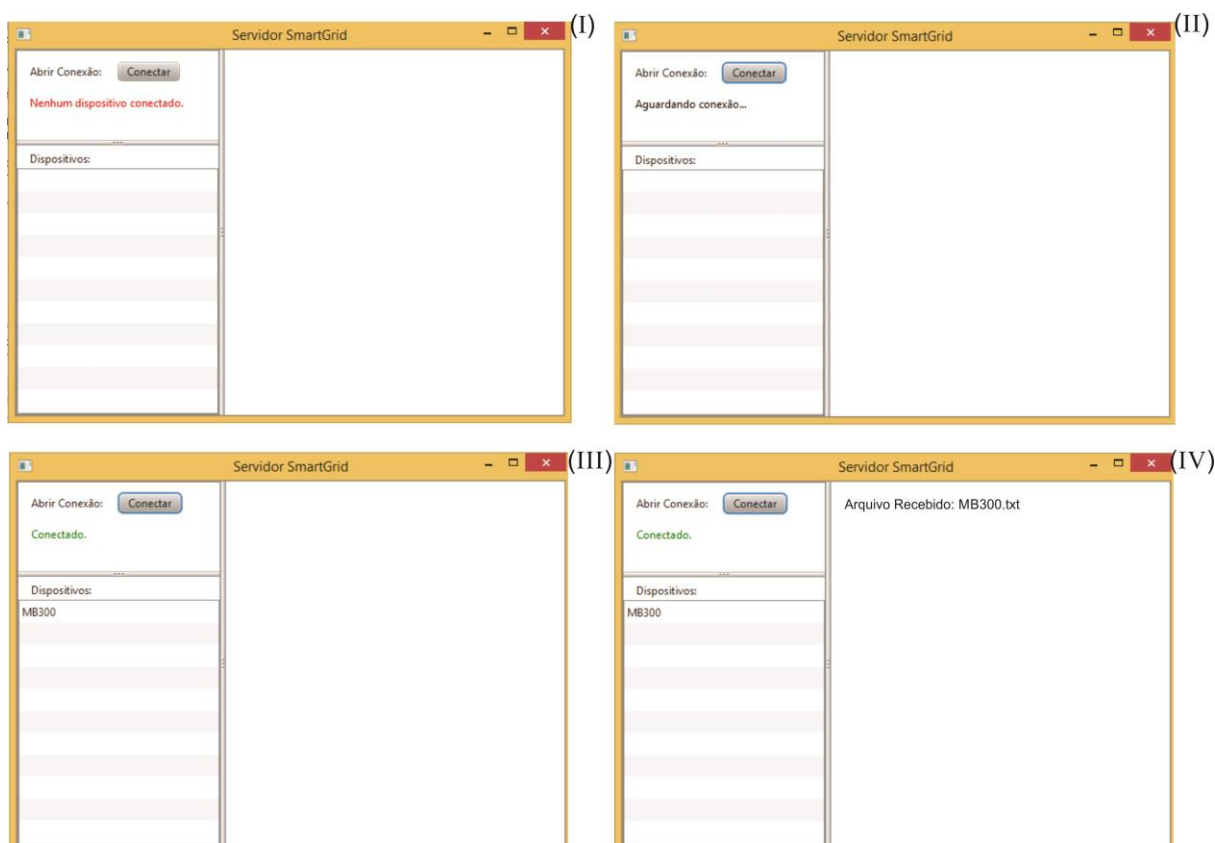 Servidor SmartGrid
(I)
Abrir Conexão: Conectar
Nenhum dispositivo conectado.
Dispositivos:
Servidor SmartGrid
(II)
Abrir Conexão: Conectar
Aguardando conexão...
Dispositivos:
Servidor SmartGrid
(III)
Abrir Conexão: Conectar
Conectado.
Dispositivos:
MB300
Servidor SmartGrid
(IV)
Abrir Conexão: Conectar
Arquivo Recebido: MB300.txt
Conectado.
Dispositivos:
MB300